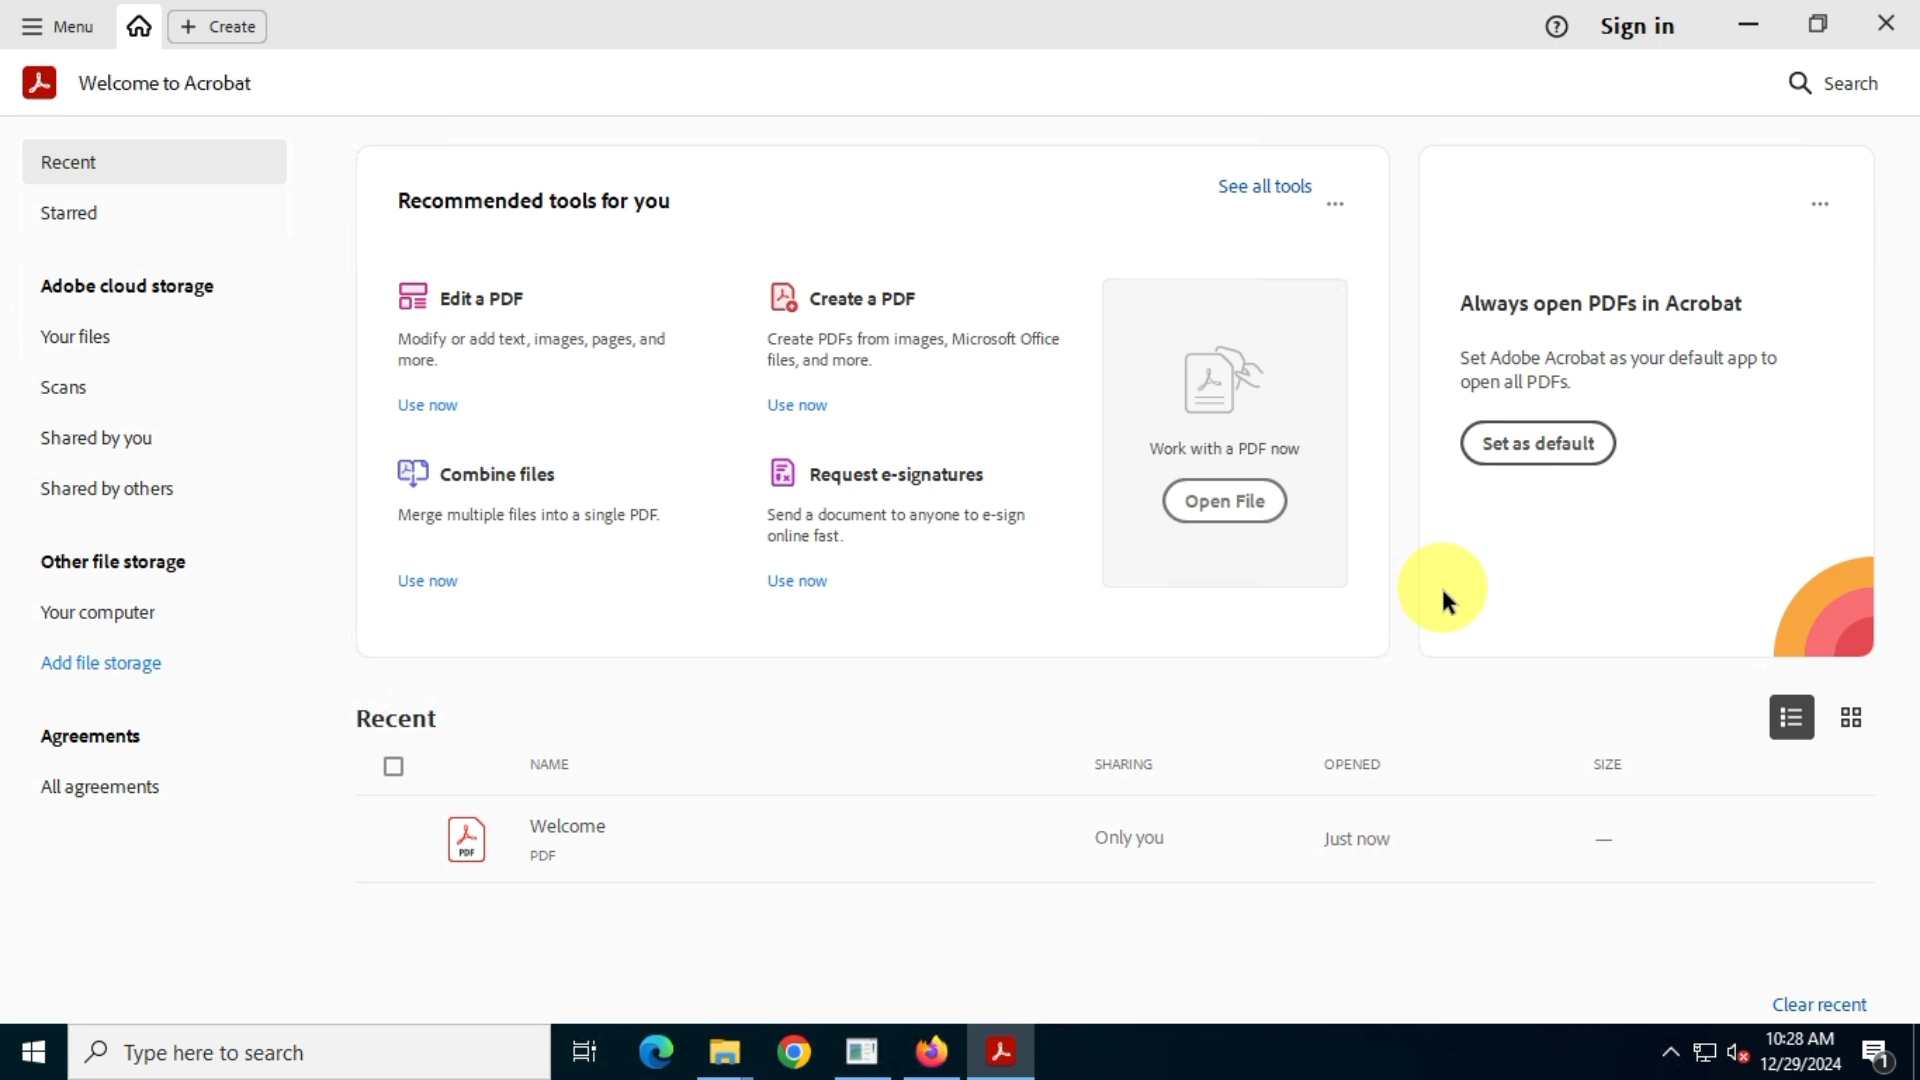 Menu
Create
Sign in
Welcome to Acrobat
Search
Recent
Starred
Adobe cloud storage
Your files
Scans
Shared by you
Shared by others
Other file storage
Your computer
Add file storage
Agreements
All agreements
Recommended tools for you
See all tools
Edit a PDF
Modify or add text, images, pages, and
more.
Use now
Create a PDF
Create PDFs from images, Microsoft Office
files, and more.
Use now
Combine files
Merge multiple files into a single PDF.
Use now
Request e-signatures
Send a document to anyone to e-sign
online fast.
Use now
Work with a PDF now
Open File
Always open PDFs in Acrobat
Set Adobe Acrobat as your default app to
open all PDFs.
Set as default
Recent
NAME SHARING OPENED SIZE
PDF
Welcome Only you Just now —
PDF
Clear recent
Type here to search
10:28 AM
12/29/2024
1